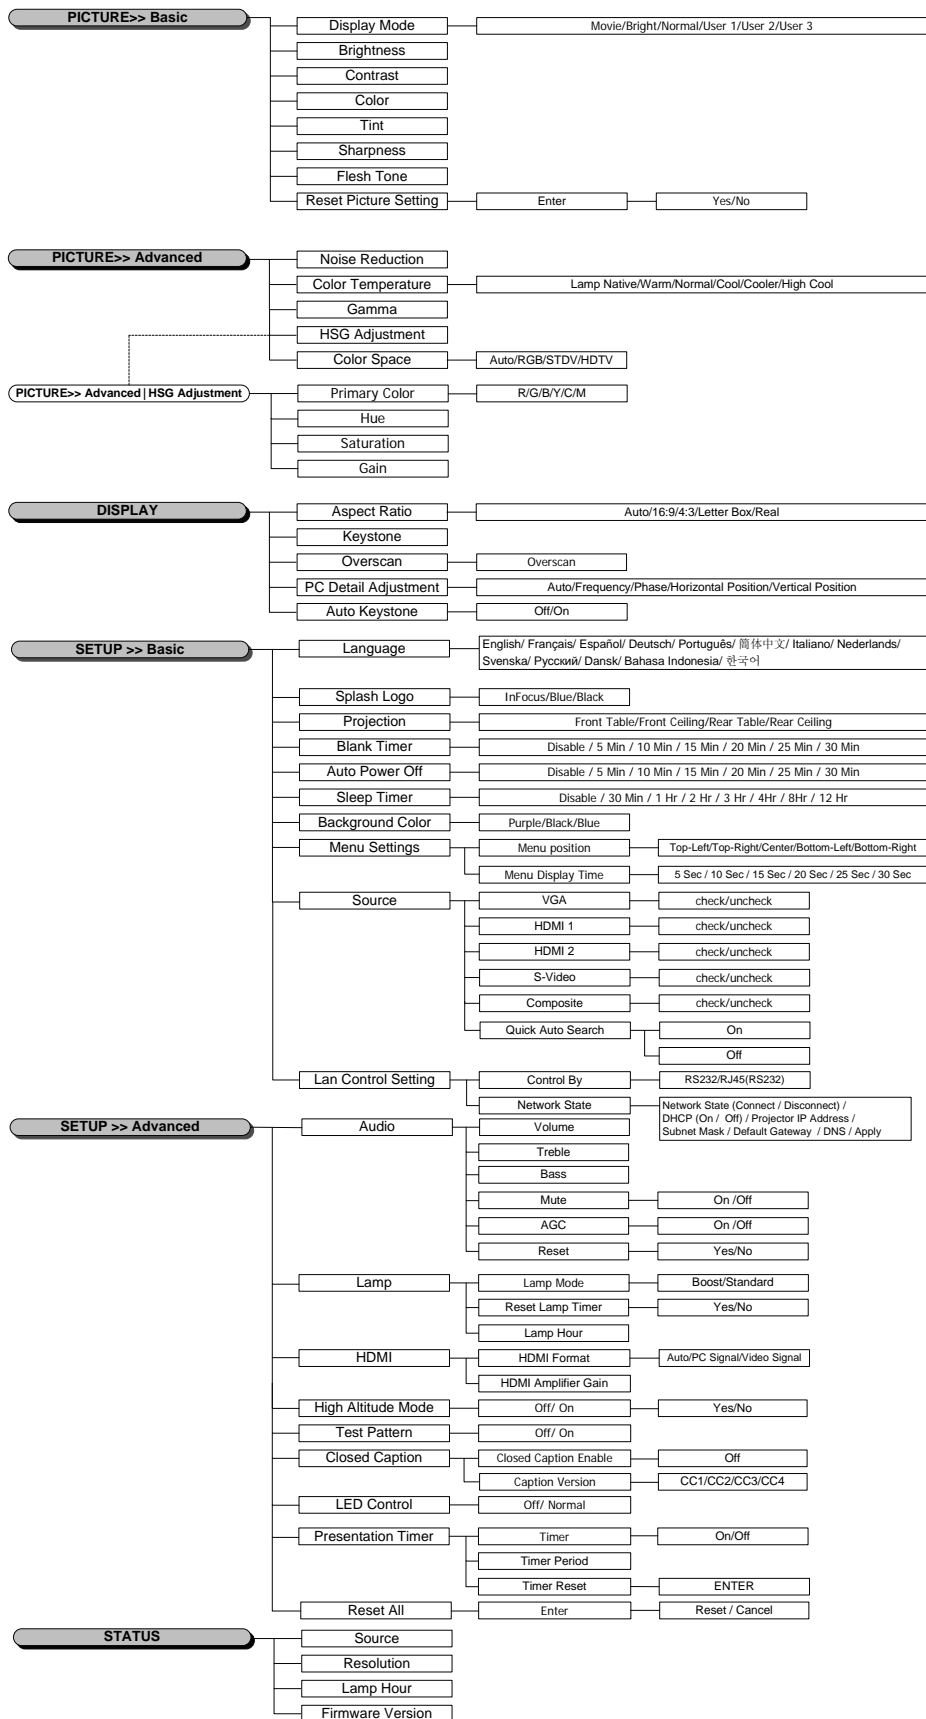 PICTURE>> Basic
Display Mode
Movie/Bright/Normal/User 1/User 2/User 3
Brightness
Contrast
Color
Tint
Sharpness
Flesh Tone
Reset Picture Setting
Enter
Yes/No
PICTURE>> Advanced
Noise Reduction
Color Temperature
Lamp Native/Warm/Normal/Cool/Cooler/High Cool
Gamma
HSG Adjustment
Color Space
Auto/RGB/STDV/HDTV
PICTURE>> Advanced | HSG Adjustment
Primary Color
R/G/B/Y/C/M
Hue
Saturation
Gain
DISPLAY
Aspect Ratio
Auto/16:9/4:3/Letter Box/Real
Keystone
Overscan
Overscan
PC Detail Adjustment
Auto/Frequency/Phase/Horizontal Position/Vertical Position
Auto Keystone
Off/On
SETUP >> Basic
Language
English/ Français/ Español/ Deutsch/ Português/ 簡体中文/ Italiano/ Nederlands/
Svenska/ Русский/ Dansk/ Bahasa Indonesia/ 한국어
Splash Logo
InFocus/Blue/Black
Projection
Front Table/Front Ceiling/Rear Table/Rear Ceiling
Blank Timer
Disable / 5 Min / 10 Min / 15 Min / 20 Min / 25 Min / 30 Min
Auto Power Off
Disable / 5 Min / 10 Min / 15 Min / 20 Min / 25 Min / 30 Min
Sleep Timer
Disable / 30 Min / 1 Hr / 2 Hr / 3 Hr / 4Hr / 8Hr / 12 Hr
Background Color
Purple/Black/Blue
Menu Settings
Menu position
Top-Left/Top-Right/Center/Bottom-Left/Bottom-Right
Menu Display Time
5 Sec / 10 Sec / 15 Sec / 20 Sec / 25 Sec / 30 Sec
Source
VGA
check/uncheck
HDMI 1
check/uncheck
HDMI 2
check/uncheck
S-Video
check/uncheck
Composite
check/uncheck
Quick Auto Search
On
Off
Lan Control Setting
Control By
RS232/RJ45(RS232)
Network State
Network State (Connect / Disconnect) /
DHCP (On / Off) / Projector IP Address /
Subnet Mask / Default Gateway / DNS / Apply
SETUP >> Advanced
Audio
Volume
Treble
Bass
Mute
On /Off
AGC
On /Off
Reset
Yes/No
Lamp
Lamp Mode
Boost/Standard
Reset Lamp Timer
Yes/No
Lamp Hour
HDMI
HDMI Format
Auto/PC Signal/Video Signal
HDMI Amplifier Gain
High Altitude Mode
Off/ On
Yes/No
Test Pattern
Off/ On
Closed Caption
Closed Caption Enable
Off
Caption Version
CC1/CC2/CC3/CC4
LED Control
Off/ Normal
Presentation Timer
Timer
On/Off
Timer Period
Timer Reset
ENTER
Reset All
Enter
Reset / Cancel
STATUS
Source
Resolution
Lamp Hour
Firmware Version